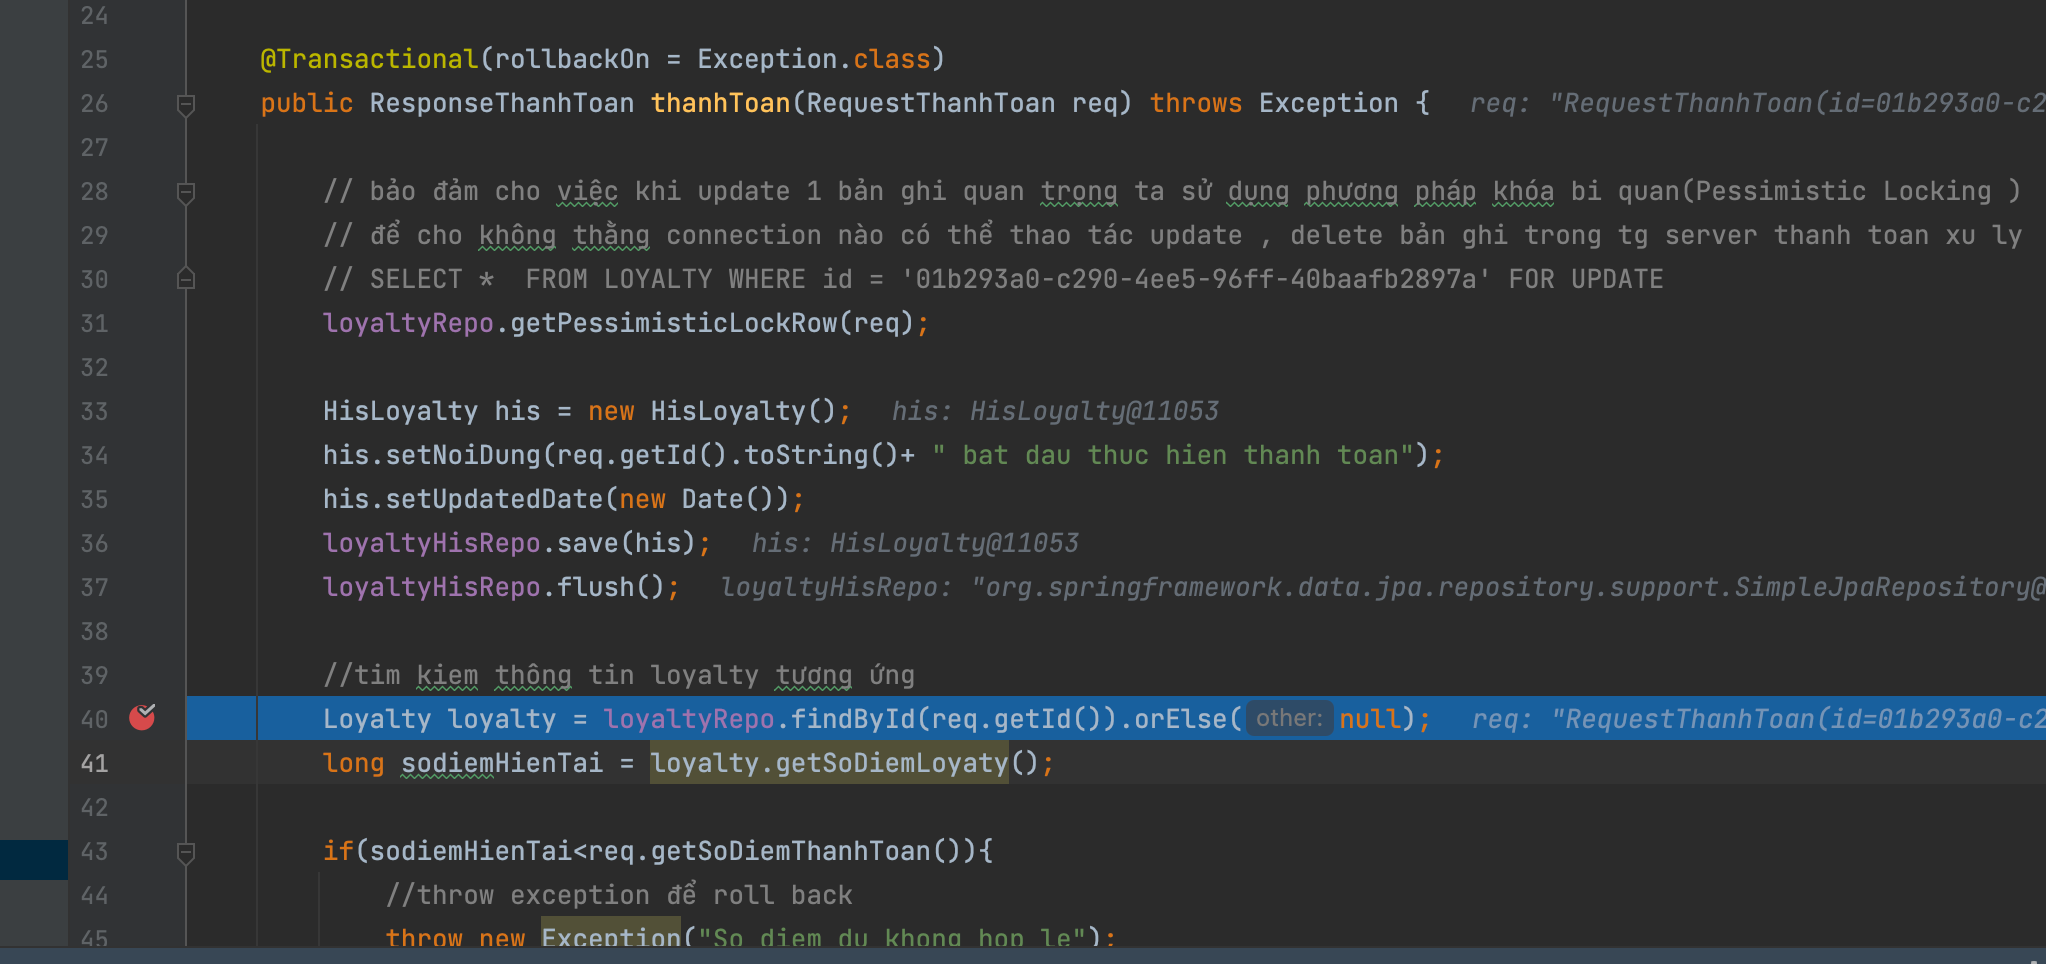 24
25 @Transactional(rollbackOn = Exception.class)
26 public ResponseThanhToan thanhToan(RequestThanhToan req) throws Exception { req: "RequestThanhToan(id=01b293a0-c2
27
28 // bảo đảm cho việc khi update 1 bản ghi quan trọng ta sử dụng phương pháp khóa bi quan(Pessimistic Locking )
29 // để cho không thằng connection nào có thể thao tác update , delete bản ghi trong tg server thanh toan xu ly
30 // SELECT * FROM LOYALTY WHERE id = '01b293a0-c290-4ee5-96ff-40baafb2897a' FOR UPDATE
31 loyaltyRepo.getPessimisticLockRow(req);
32
33 HisLoyalty his = new HisLoyalty(); his: HisLoyalty@11053
34 his.setNoiDung(req.getId().toString()+ " bat dau thuc hien thanh toan");
35 his.setUpdatedDate(new Date());
36 loyaltyHisRepo.save(his); his: HisLoyalty@11053
37 loyaltyHisRepo.flush(); loyaltyHisRepo: "org.springframework.data.jpa.repository.support.SimpleJpaRepository@
38
39 //tim kiem thông tin loyalty tương ứng
40 Loyalty loyalty = loyaltyRepo.findById(req.getId()).orElse( other: null); req: "RequestThanhToan(id=01b293a0-c2
41 long sodiemHienTai = loyalty.getSoDiemLoyaty();
42
43 if(sodiemHienTai<req.getSoDiemThanhToan()){
44 //throw exception để roll back
45 throw new Exception("So diem du khong hop le");